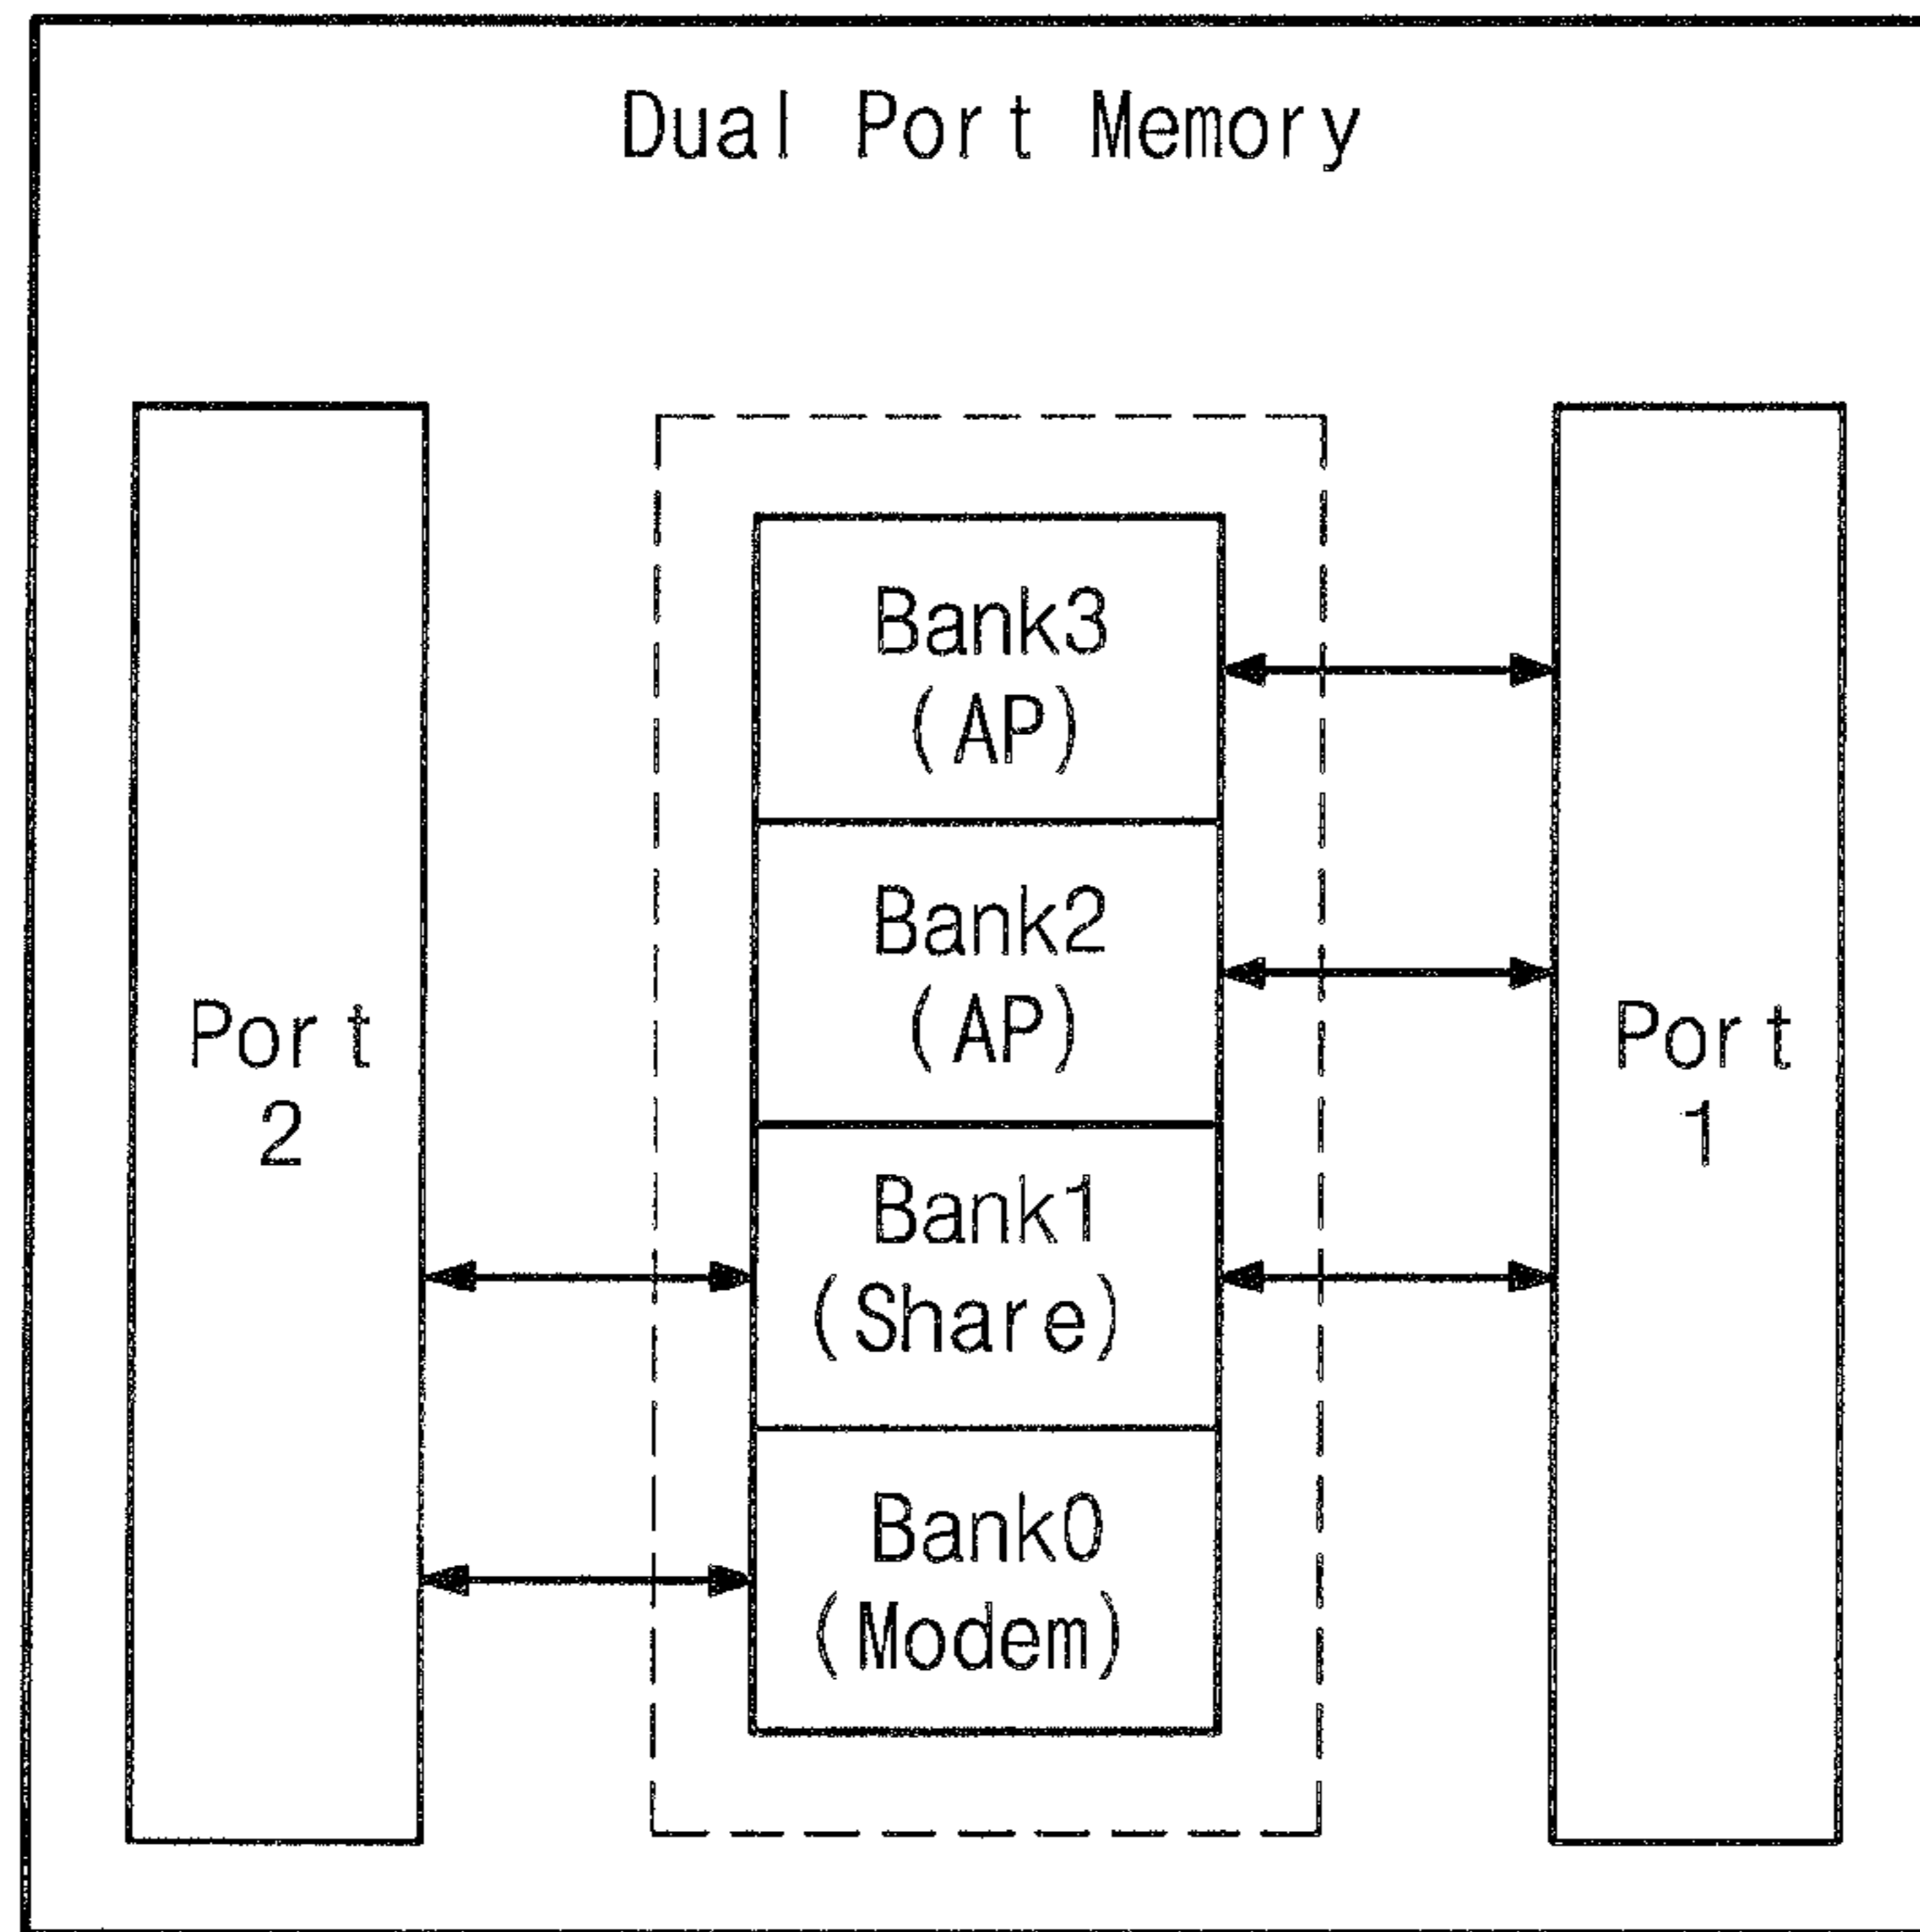 Dual Port Memory
Port
2
Bank3
(AP)
Bank2
(AP)
Bank1
(Share)
Bank0
(Modem)
Port
1